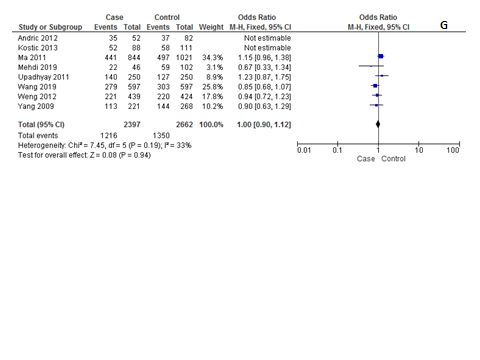 Case Control Odds Ratio Odds Ratio G
Study or Subgroup Events Total Events Total Weight M-H, Fixed, 95% CI M-H, Fixed, 95% CI
Andric 2012 35 52 37 82 Not estimable
Kostic 2013 52 88 58 111 Not estimable
Ma 2011 441 844 497 1021 34.3% 1.15 [0.96, 1.38]
Mehdi 2019 22 46 59 102 3.1% 0.67 [0.33, 1.34]
Upadhyay 2011 140 250 127 250 8.9% 1.23 [0.87, 1.75]
Wang 2019 279 597 303 597 25.8% 0.85 [0.68, 1.07]
Weng 2012 221 439 220 424 17.8% 0.94 [0.72, 1.23]
Yang 2009 113 221 144 268 10.2% 0.90 [0.63, 1.29]
Total (95% CI) 2397 2662 100.0% 1.00 [0.90, 1.12]
Total events 1216 1350
Heterogeneity: Chi² = 7.45, df = 5 (P = 0.19); I² = 33%
Test for overall effect: Z = 0.08 (P = 0.94)
0.01 0.1 1 10 100
Case Control